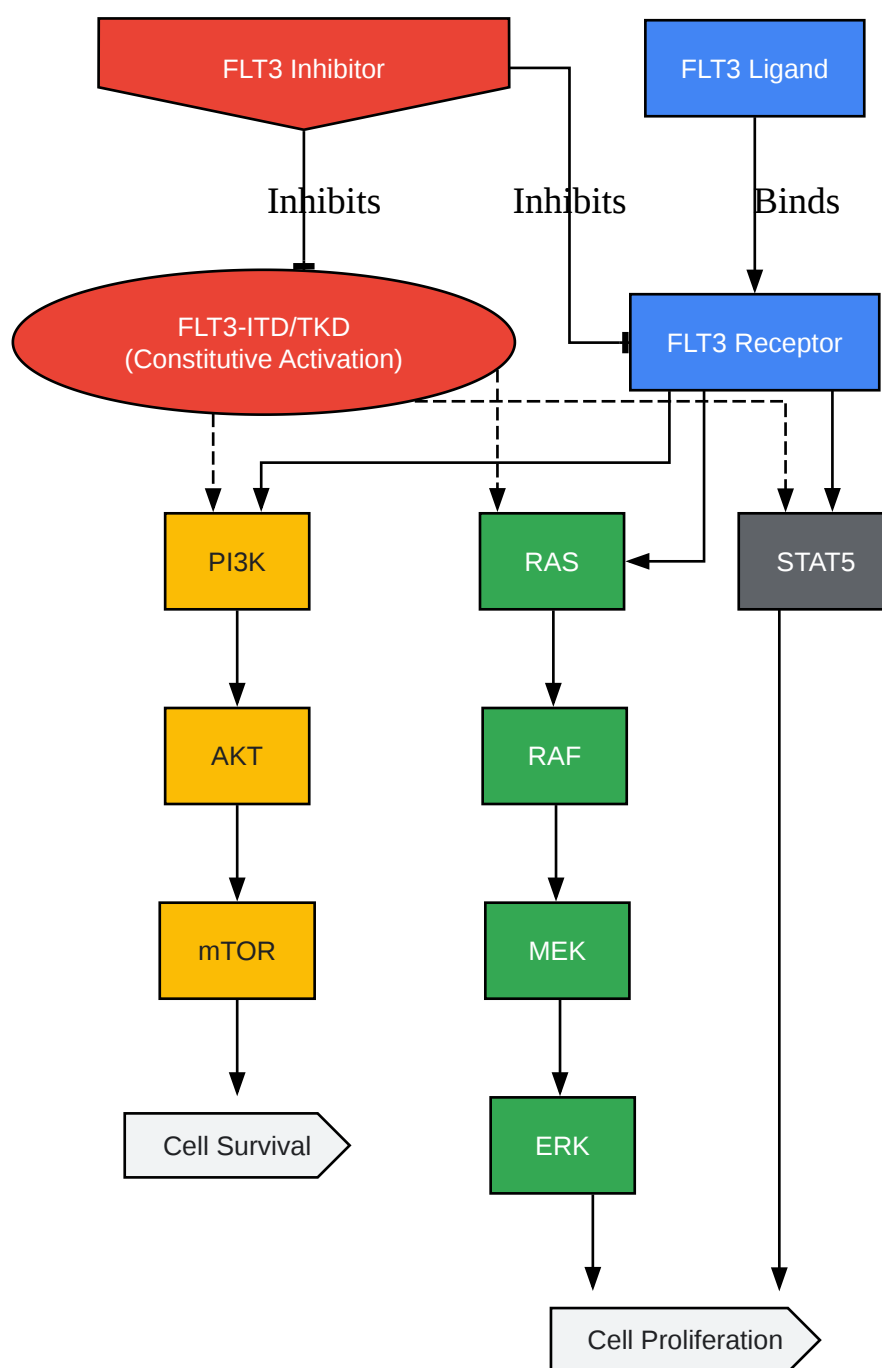 FLT3 Inhibitor
FLT3 Ligand
Inhibits
Inhibits
Binds
FLT3-ITD/TKD
(Constitutive Activation)
FLT3 Receptor
PI3K
RAS
STAT5
AKT
RAF
mTOR
MEK
Cell Survival
ERK
Cell Proliferation